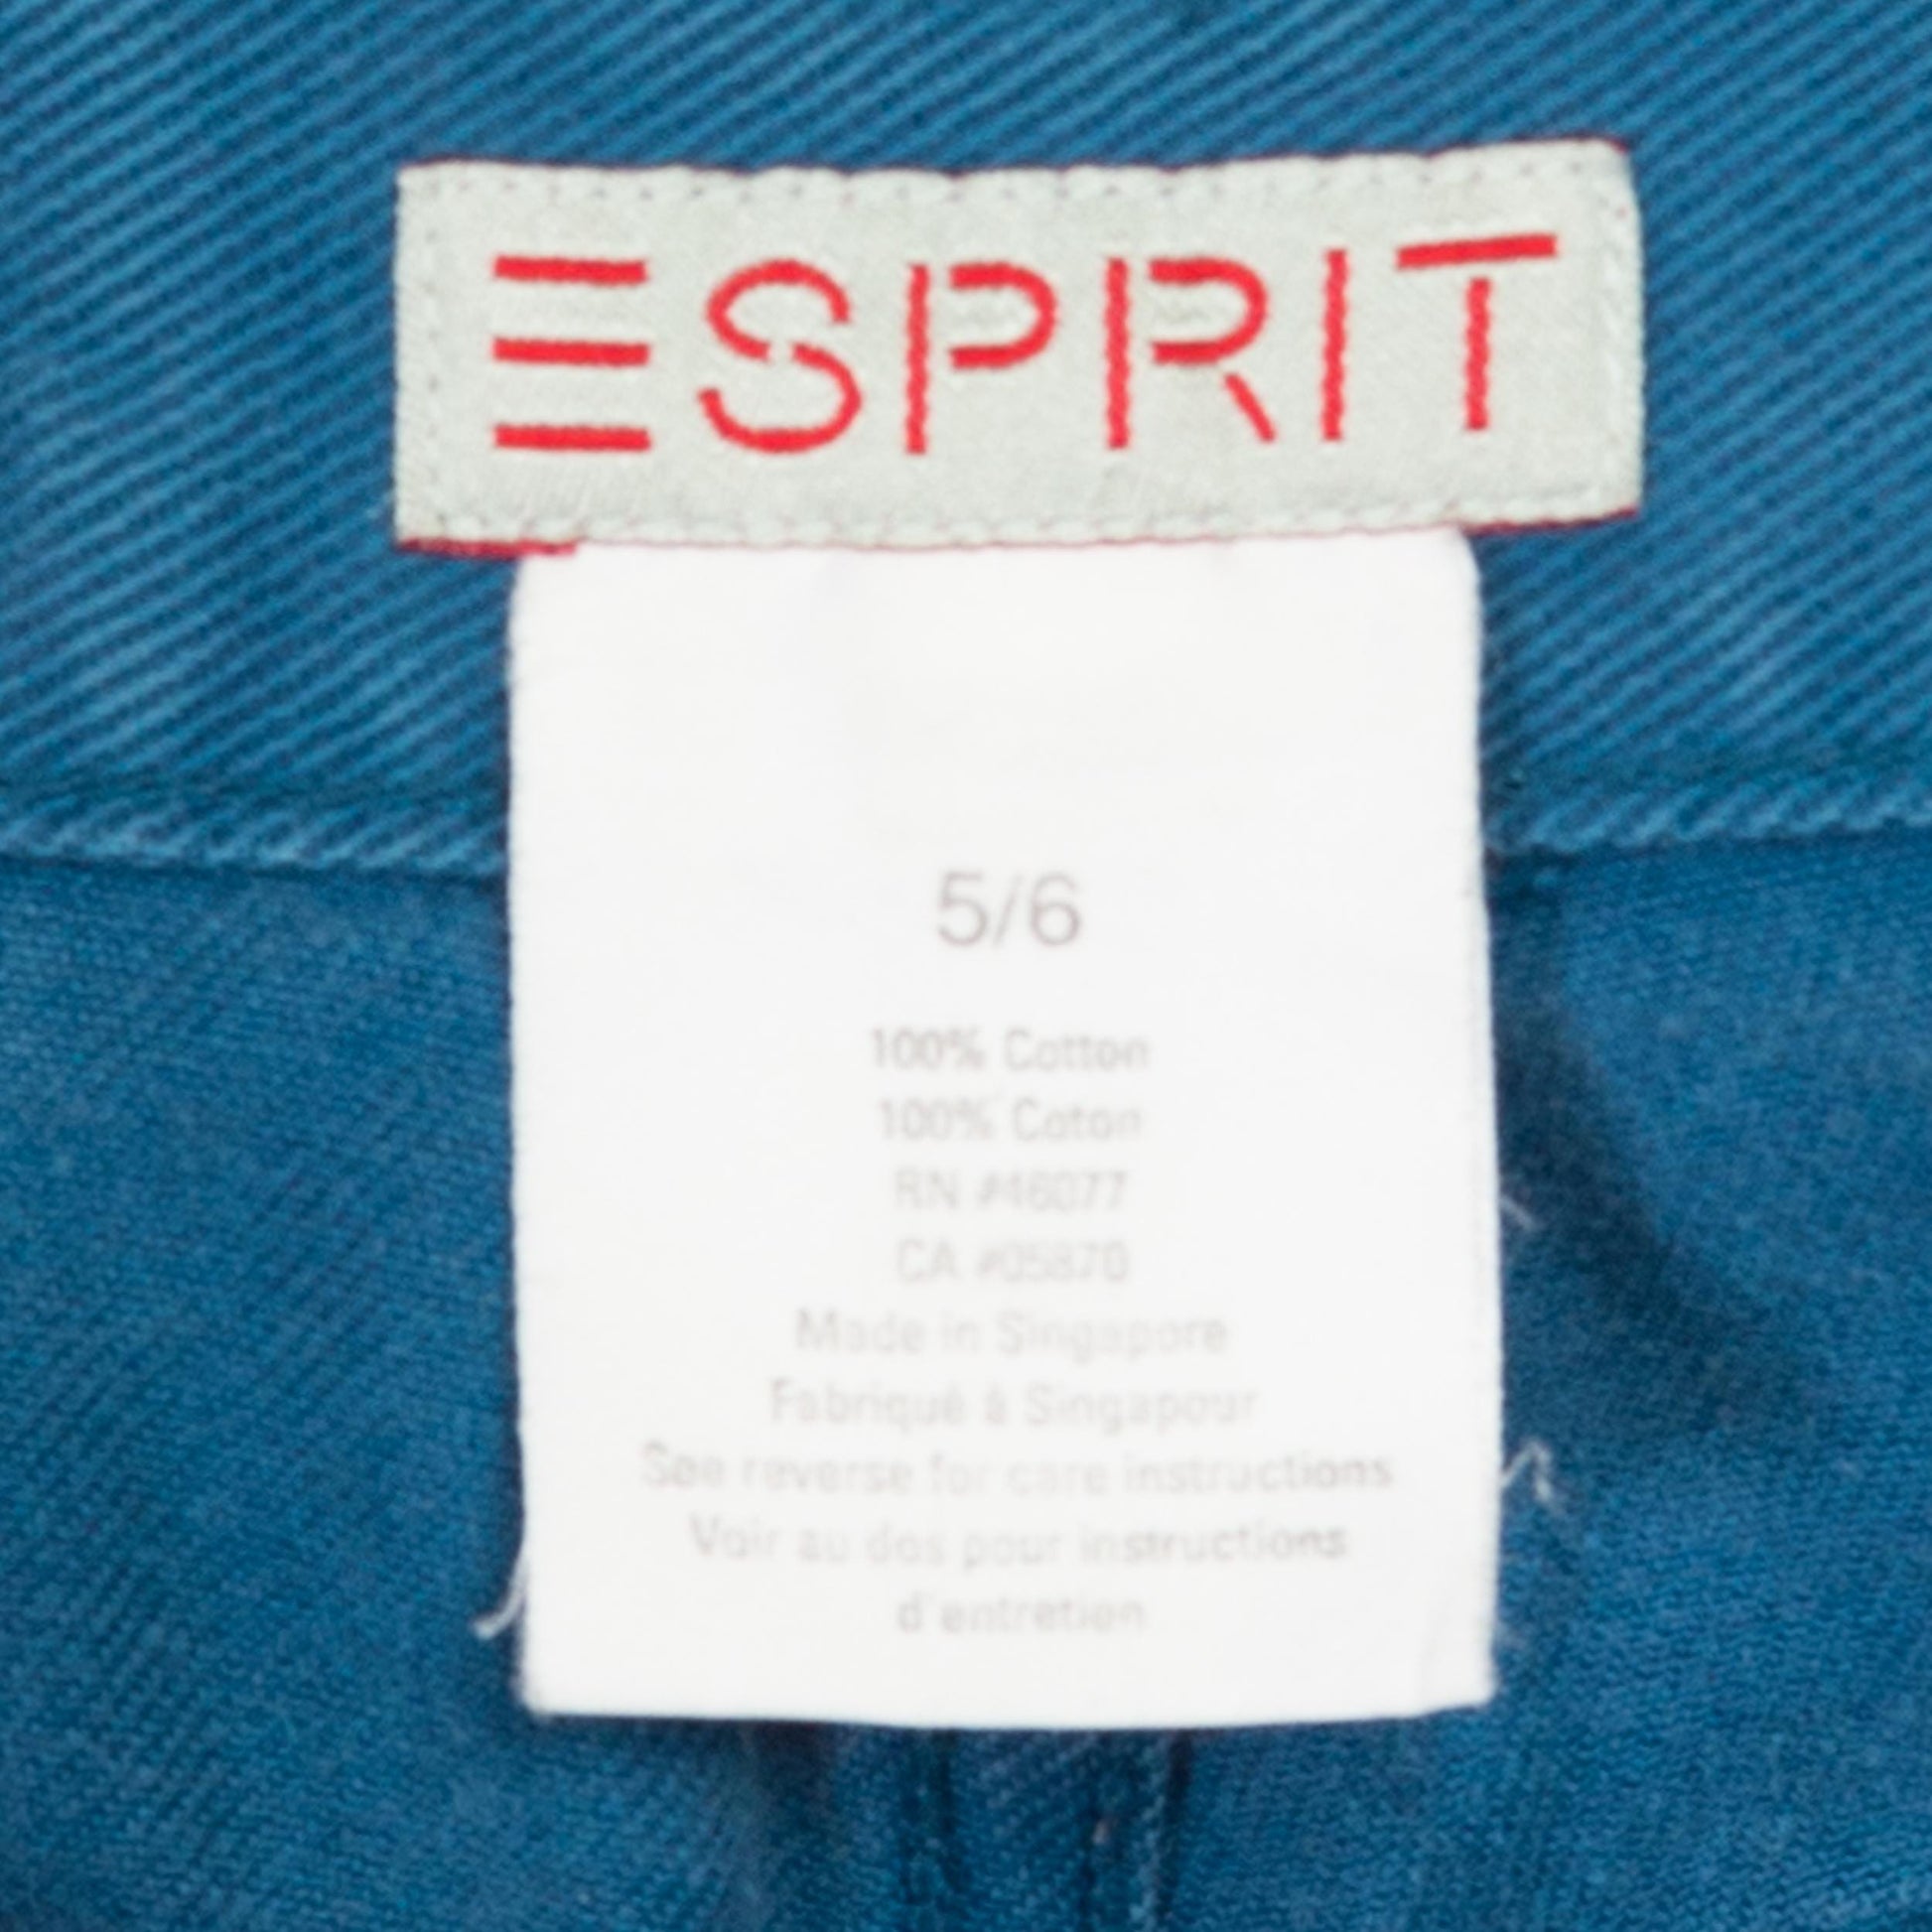 ESPRIT
5/6
100% Cotton
100% Coton
RN #46077
CA #05870
Made in Singapore
Fabriqué à Singapour
See reverse for care instructions
Voir au dos pour instructions
d'entretien